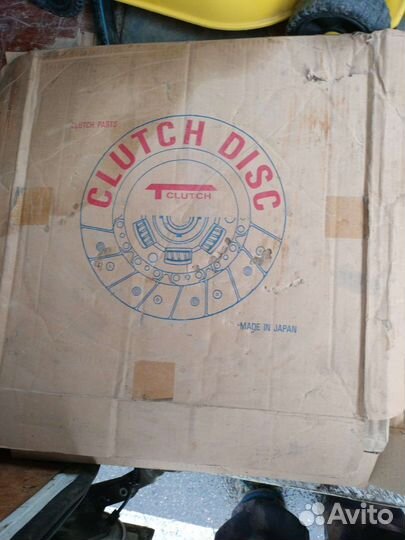 CLUTCH PARTS
CLUTCH DISC
T CLUTCH
MADE IN JAPAN
Avito